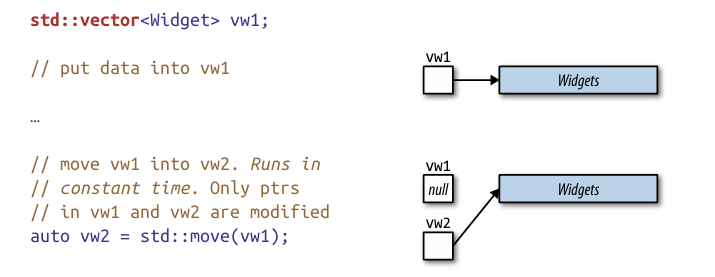 std::vector<Widget> vw1;
// put data into vw1
…
// move vw1 into vw2. Runs in
// constant time. Only ptrs
// in vw1 and vw2 are modified
auto vw2 = std::move(vw1);
vw1
Widgets
vw1
null
Widgets
vw2